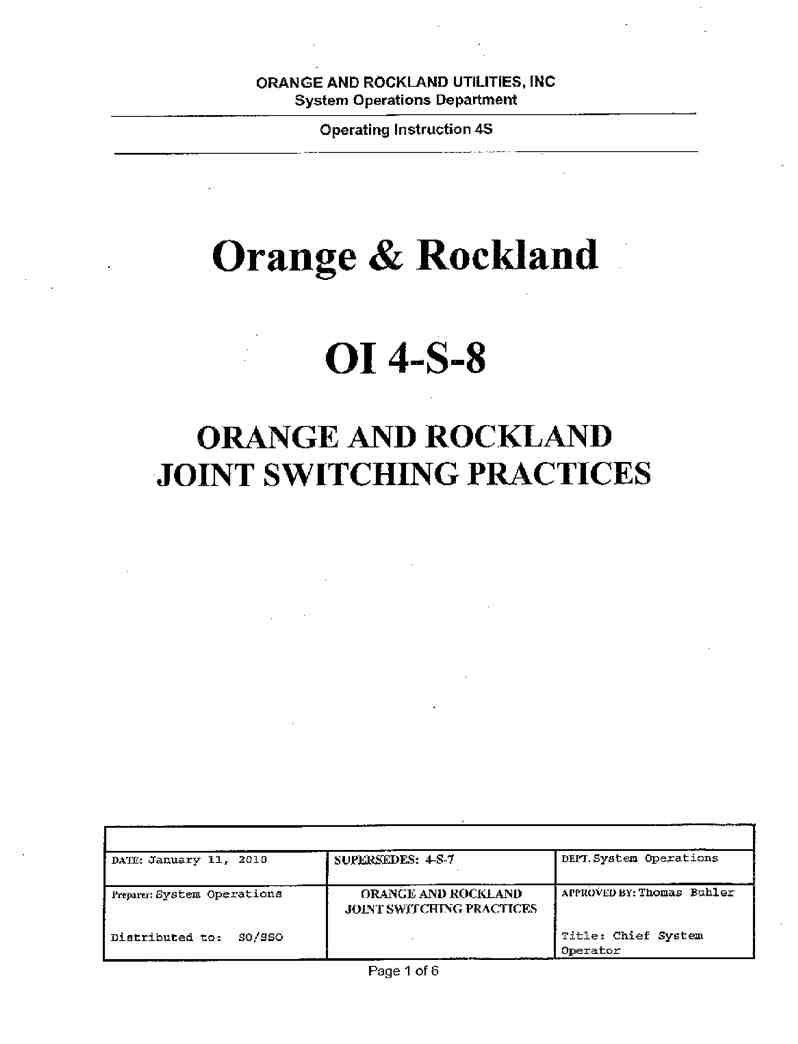 ORANGE AND ROCKLAND UTILITIES, INC
System Operations Department
Operating Instruction 4S
Orange & Rockland
OI 4-S-8
ORANGE AND ROCKLAND
JOINT SWITCHING PRACTICES
DATE: January 11, 2010
SUPERSEDES: 4-S-7
DEPT. System Operations
Preparer: System Operations
Distributed to: SO/SSO
ORANGE AND ROCKLAND
JOINT SWITCHING PRACTICES
APPROVED BY: Thomas Buhler
Title: Chief System
Operator
Page 1 of 6